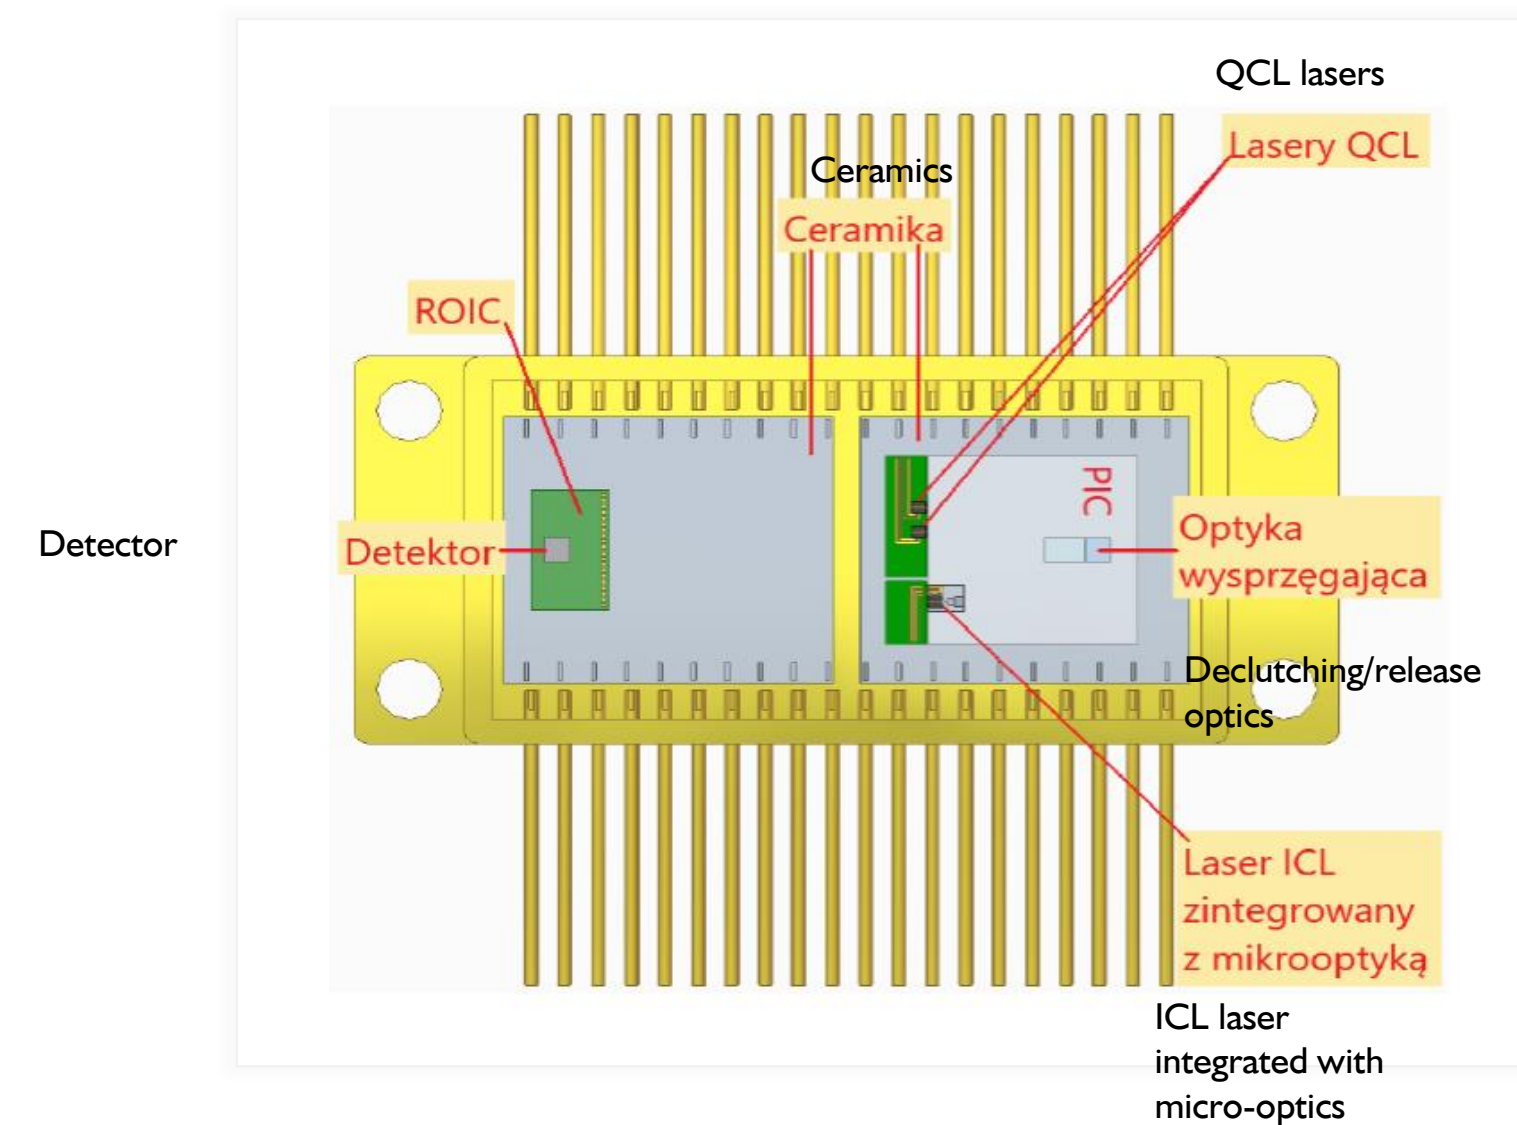 QCL lasers
Lasery QCL
Ceramics
Ceramika
ROIC
PIC
Detector
Detektor
Optyka
wysprzęgająca
Declutching/release
optics
Laser ICL
zintegrowany
z mikrooptyką
ICL laser
integrated with
micro-optics